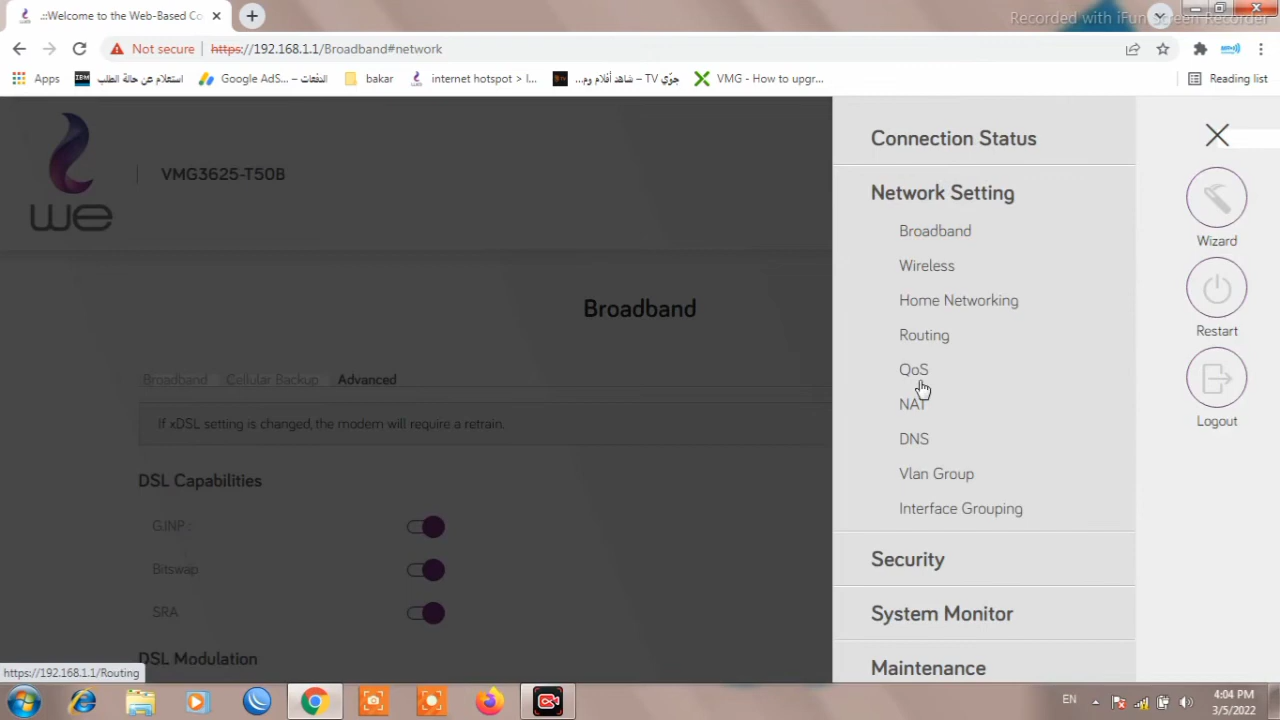 .::Welcome to the Web-Based Co
Recorded with iFun Screen Recorder
Not secure
https://192.168.1.1/Broadband#network
Apps
IBM
استعلام عن حالة الطلب
Google AdS... – الدفعات
bakar
internet hotspot > l...
جوّي TV – شاهد أفلام وم...
VMG - How to upgr...
Reading list
we
VMG3625-T50B
Broadband
Broadband
Cellular Backup
Advanced
If xDSL setting is changed, the modem will require a retrain.
DSL Capabilities
G.INP :
Bitswap
SRA
DSL Modulation
Connection Status
Network Setting
Broadband
Wireless
Home Networking
Routing
QoS
NAT
DNS
Vlan Group
Interface Grouping
Security
System Monitor
Maintenance
Wizard
Restart
Logout
https://192.168.1.1/Routing
EN
4:04 PM
3/5/2022